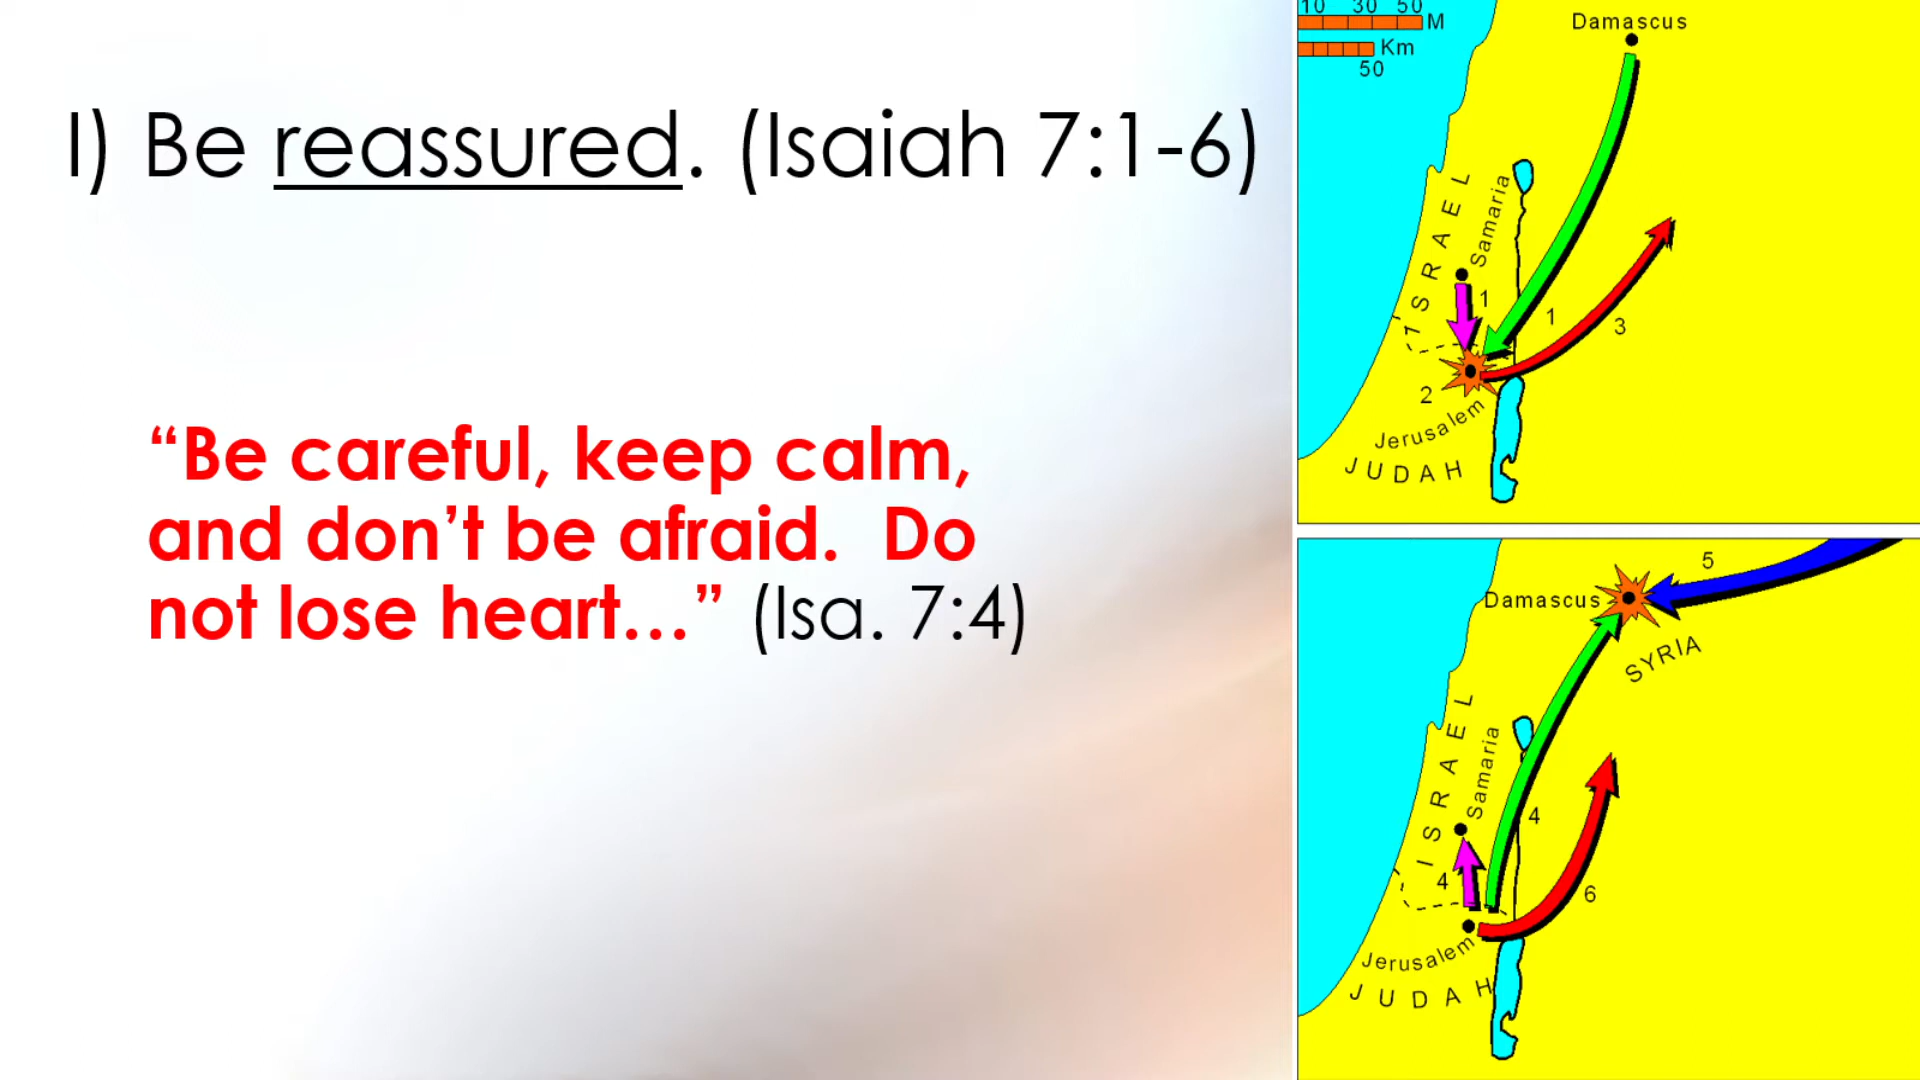 I) Be reassured. (Isaiah 7:1-6)
“Be careful, keep calm,
and don’t be afraid.  Do
not lose heart…” (Isa. 7:4)
10 30 50
M
Km
50
Damascus
ISRAEL
Samaria
1
1
3
2
Jerusalem
JUDAH
5
Damascus
SYRIA
ISRAEL
Samaria
4
4
6
Jerusalem
JUDAH